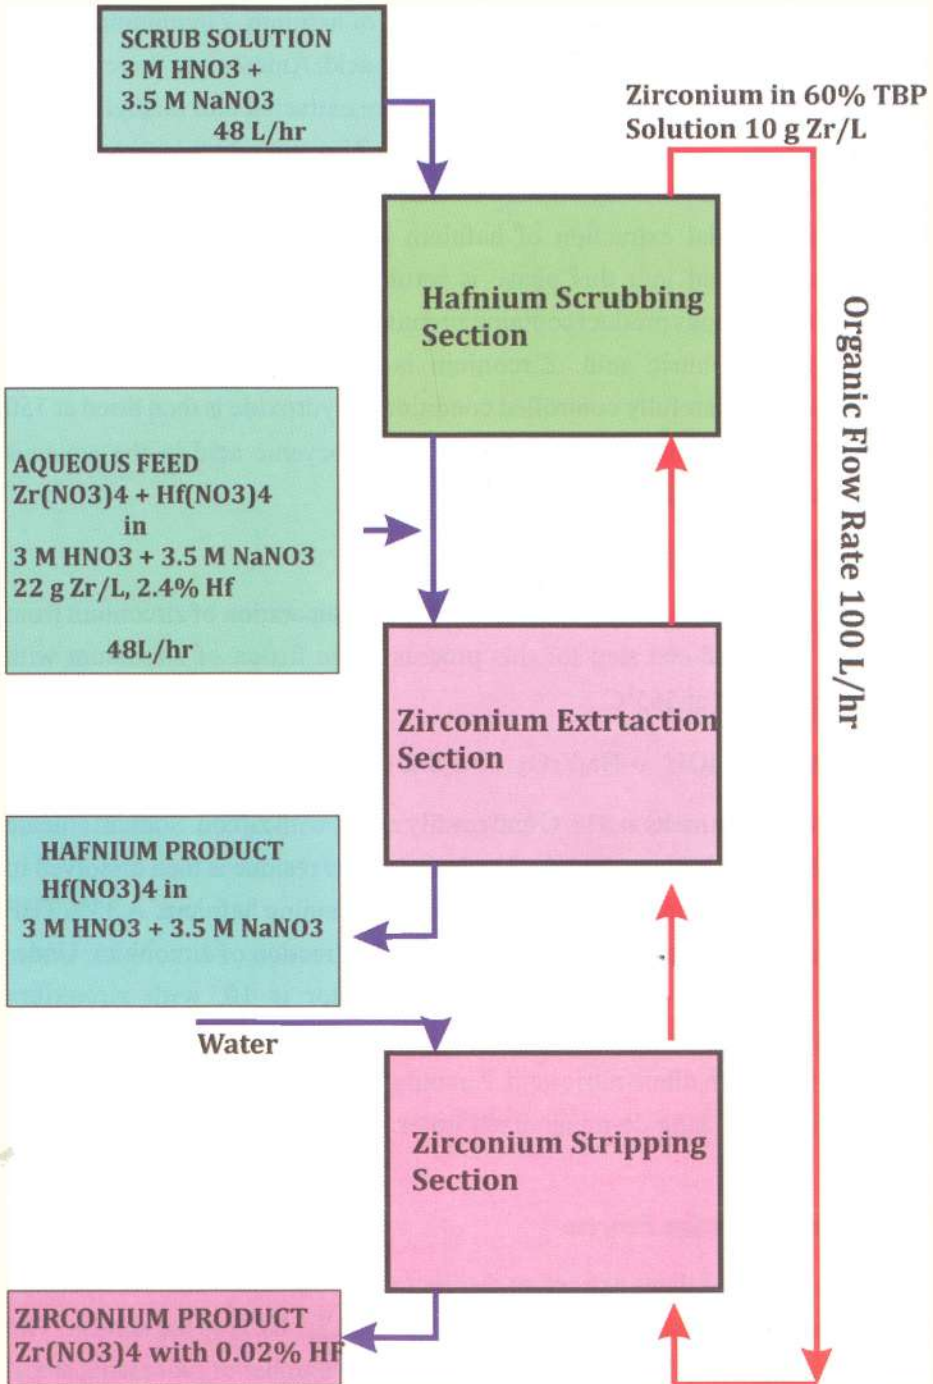 SCRUB SOLUTION
3 M HNO3 +
3.5 M NaNO3
48 L/hr
Zirconium in 60% TBP
Solution 10 g Zr/L
Hafnium Scrubbing
Section
Organic Flow Rate 100 L/hr
AQUEOUS FEED
Zr(NO3)4 + Hf(NO3)4
in
3 M HNO3 + 3.5 M NaNO3
22 g Zr/L, 2.4% Hf
48L/hr
Zirconium Extrtaction
Section
HAFNIUM PRODUCT
Hf(NO3)4 in
3 M HNO3 + 3.5 M NaNO3
Water
Zirconium Stripping
Section
ZIRCONIUM PRODUCT
Zr(NO3)4 with 0.02% HF